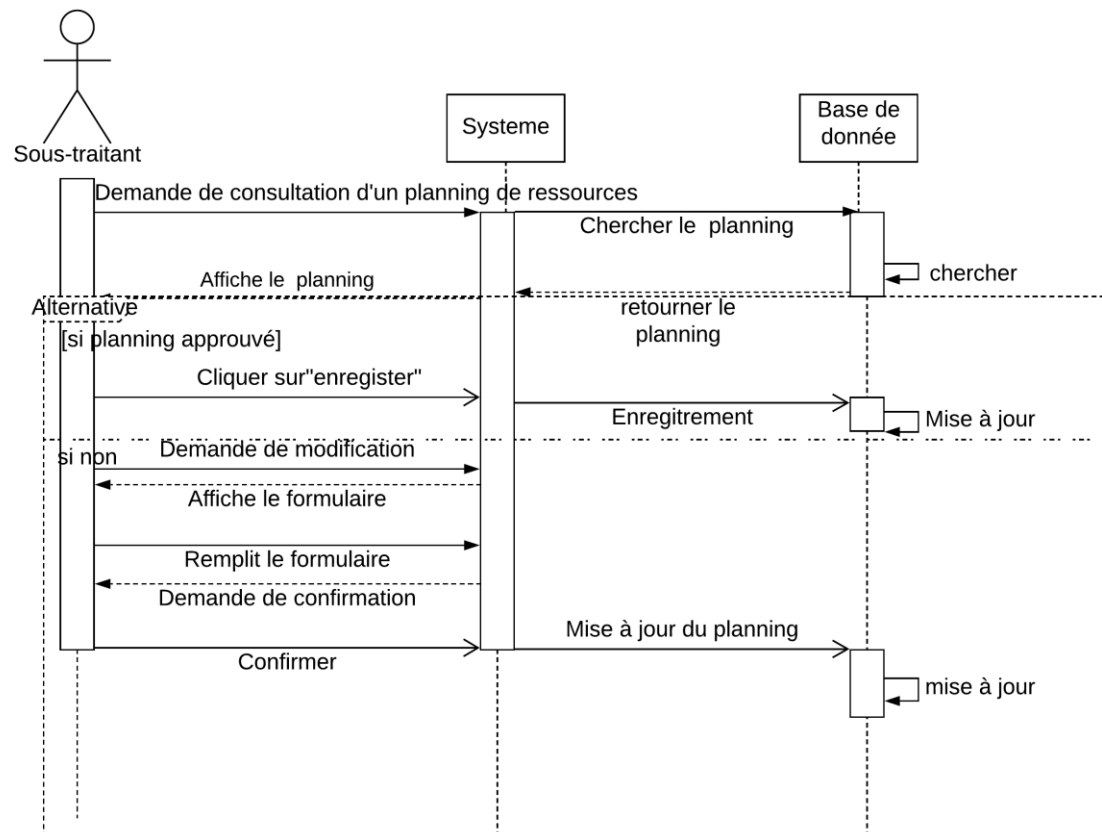 Sous-traitant
Systeme
Base de
donnée
Demande de consultation d'un planning de ressources
Chercher le planning
chercher
Affiche le planning
retourner le
planning
Alternative
[si planning approuvé]
Cliquer sur"enregister"
Enregitrement
Mise à jour
si non
Demande de modification
Affiche le formulaire
Remplit le formulaire
Demande de confirmation
Mise à jour du planning
Confirmer
mise à jour